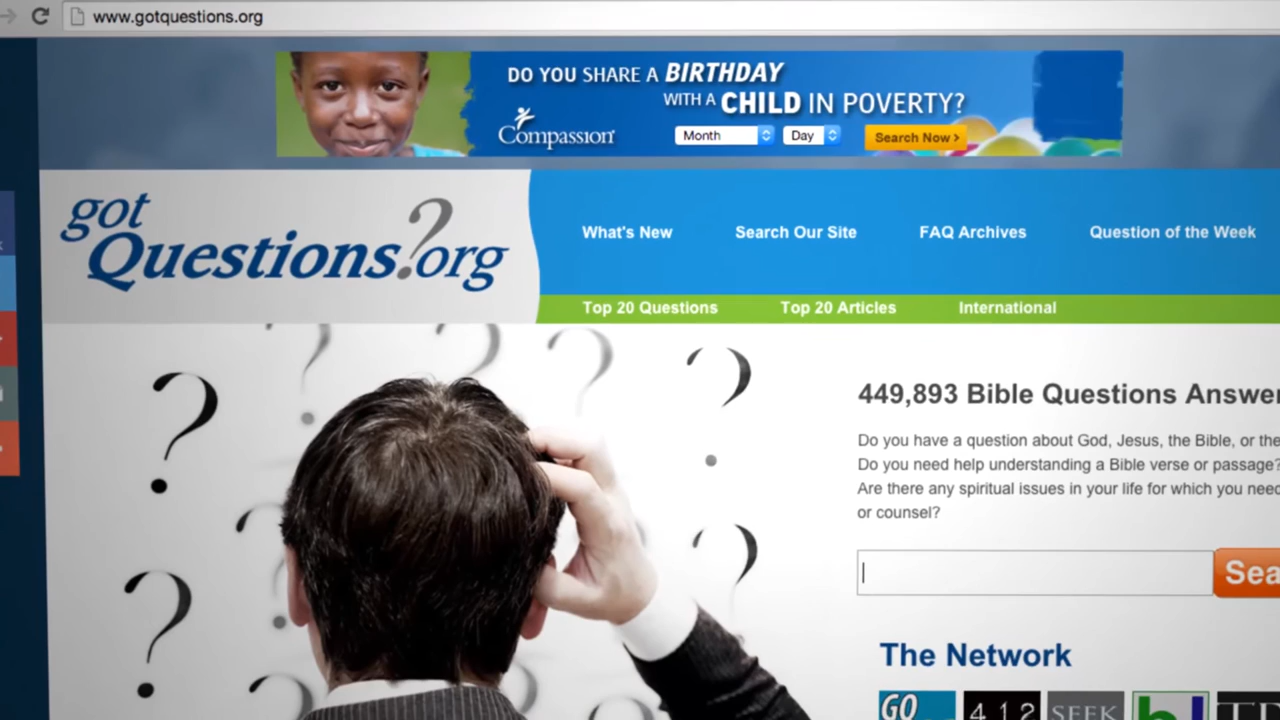 www.gotquestions.org
DO YOU SHARE A BIRTHDAY
WITH A CHILD IN POVERTY?
Compassion
Month
Day
Search Now >
got
Questions?.org
What's New
Search Our Site
FAQ Archives
Question of the Week
Top 20 Questions
Top 20 Articles
International
449,893 Bible Questions Answe
Do you have a question about God, Jesus, the Bible, or the
Do you need help understanding a Bible verse or passage?
Are there any spiritual issues in your life for which you need
or counsel?
Sea
The Network
GO
412
SEEK